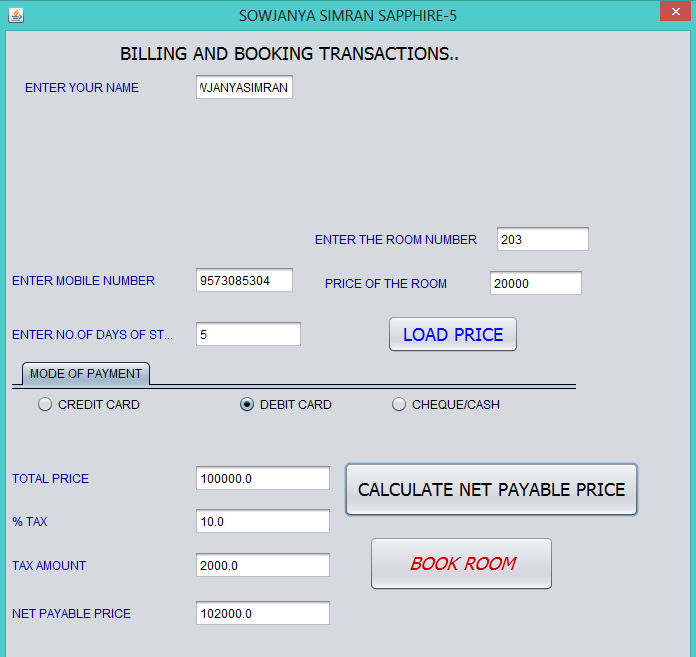 SOWJANYA SIMRAN SAPPHIRE-5
BILLING AND BOOKING TRANSACTIONS..
ENTER YOUR NAME
WJANYASIMRAN
ENTER THE ROOM NUMBER
203
ENTER MOBILE NUMBER
9573085304
PRICE OF THE ROOM
20000
ENTER NO.OF DAYS OF ST...
5
LOAD PRICE
MODE OF PAYMENT
CREDIT CARD
DEBIT CARD
CHEQUE/CASH
TOTAL PRICE
100000.0
CALCULATE NET PAYABLE PRICE
% TAX
10.0
TAX AMOUNT
2000.0
BOOK ROOM
NET PAYABLE PRICE
102000.0